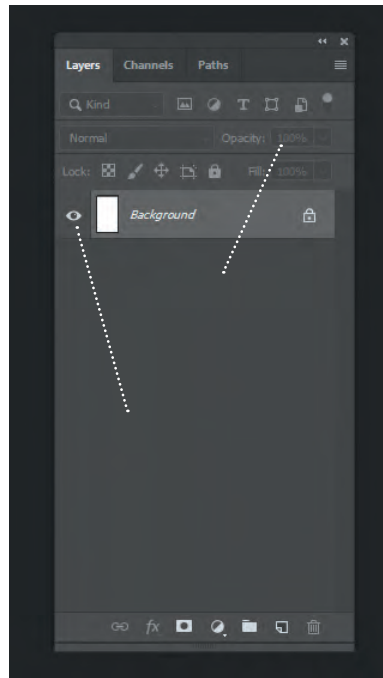 Layers Channels Paths
Kind
Normal Opacity: 100%
Lock: Fill: 100%
Background
fx